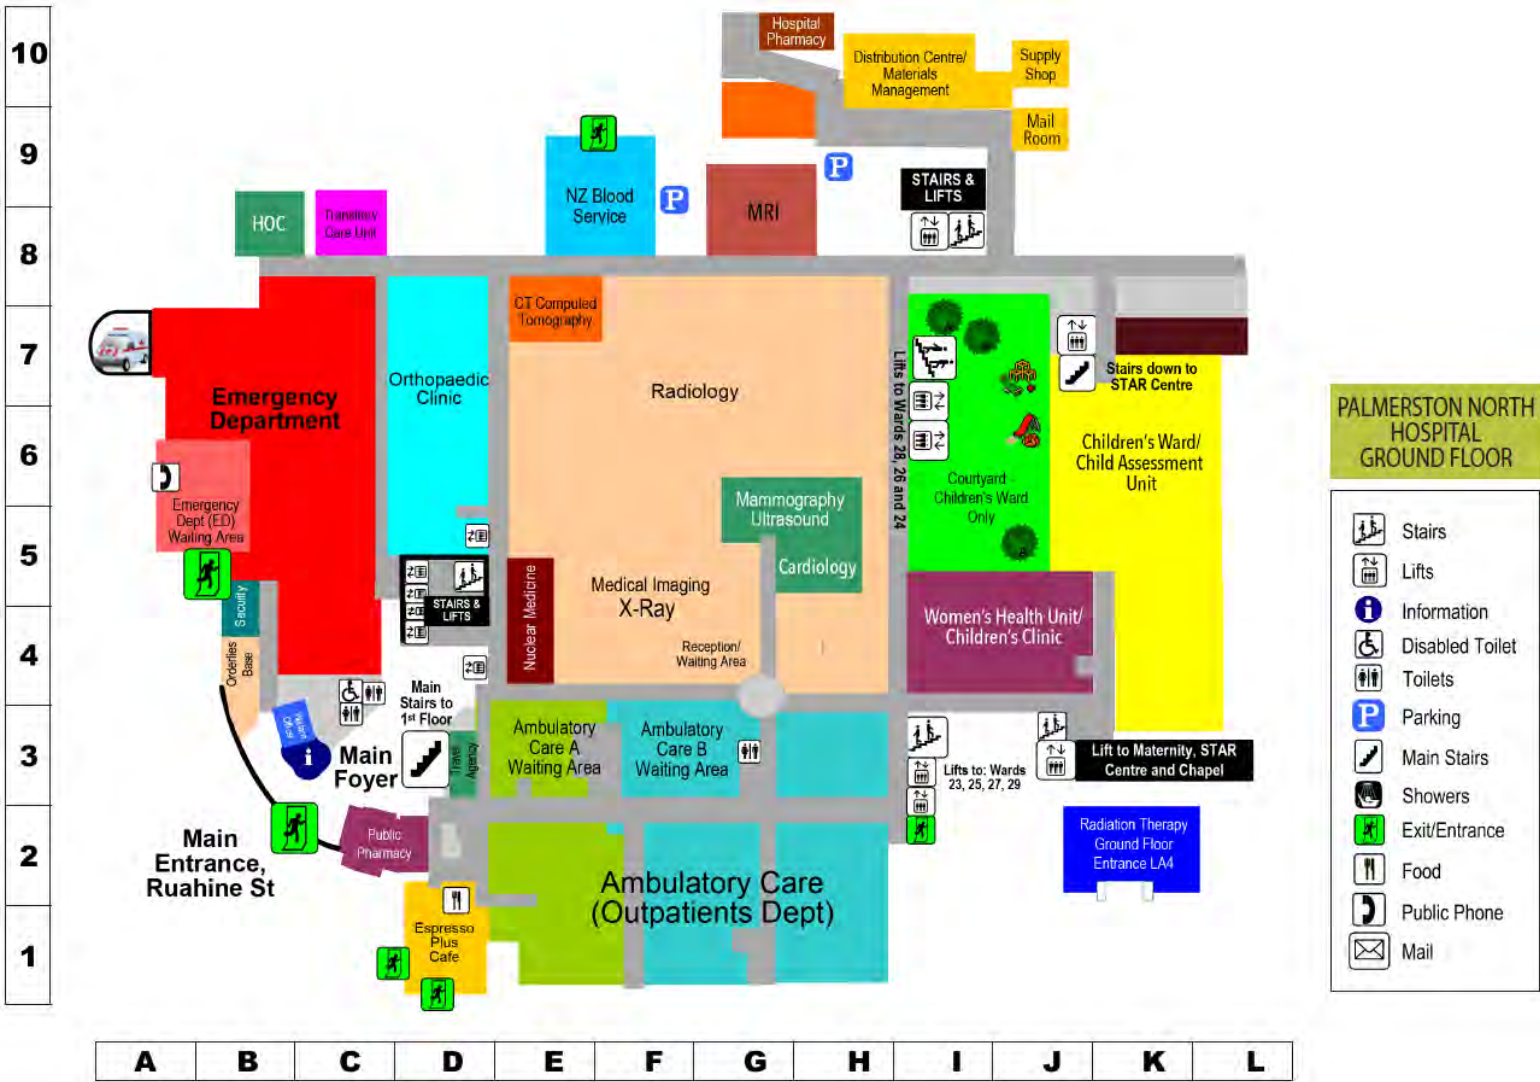 10
9
8
7
6
5
4
3
2
1
Hospital
Pharmacy
Distribution Centre/
Materials
Management
Supply
Shop
Mail
Room
NZ Blood
Service
P
P
MRI
STAIRS &
LIFTS
HOC
Transitory
Care Unit
CT Computed
Tomography
Orthopaedic
Clinic
Radiology
Emergency
Department
Lifts to Wards 28, 26 and 24
Stairs down to
STAR Centre
Children's Ward/
Child Assessment
Unit
Courtyard
Children's Ward
Only
Emergency
Dept (ED)
Waiting Area
Mammography
Ultrasound
Cardiology
Nuclear Medicine
Medical Imaging
X-Ray
Reception/
Waiting Area
STAIRS &
LIFTS
Security
Orderlies
Base
Women's Health Unit/
Children's Clinic
Main
Stairs to
1st Floor
i
Main
Foyer
Travel
Agency
Ambulatory
Care A
Waiting Area
Ambulatory
Care B
Waiting Area
Lifts to: Wards
23, 25, 27, 29
Lift to Maternity, STAR
Centre and Chapel
Main
Entrance,
Ruahine St
Public
Pharmacy
Ambulatory Care
(Outpatients Dept)
Radiation Therapy
Ground Floor
Entrance LA4
Espresso
Plus
Cafe
A B C D E F G H I J K L
PALMERSTON NORTH
HOSPITAL
GROUND FLOOR
Stairs
Lifts
i Information
Disabled Toilet
Toilets
P Parking
Main Stairs
Showers
Exit/Entrance
Food
Public Phone
Mail